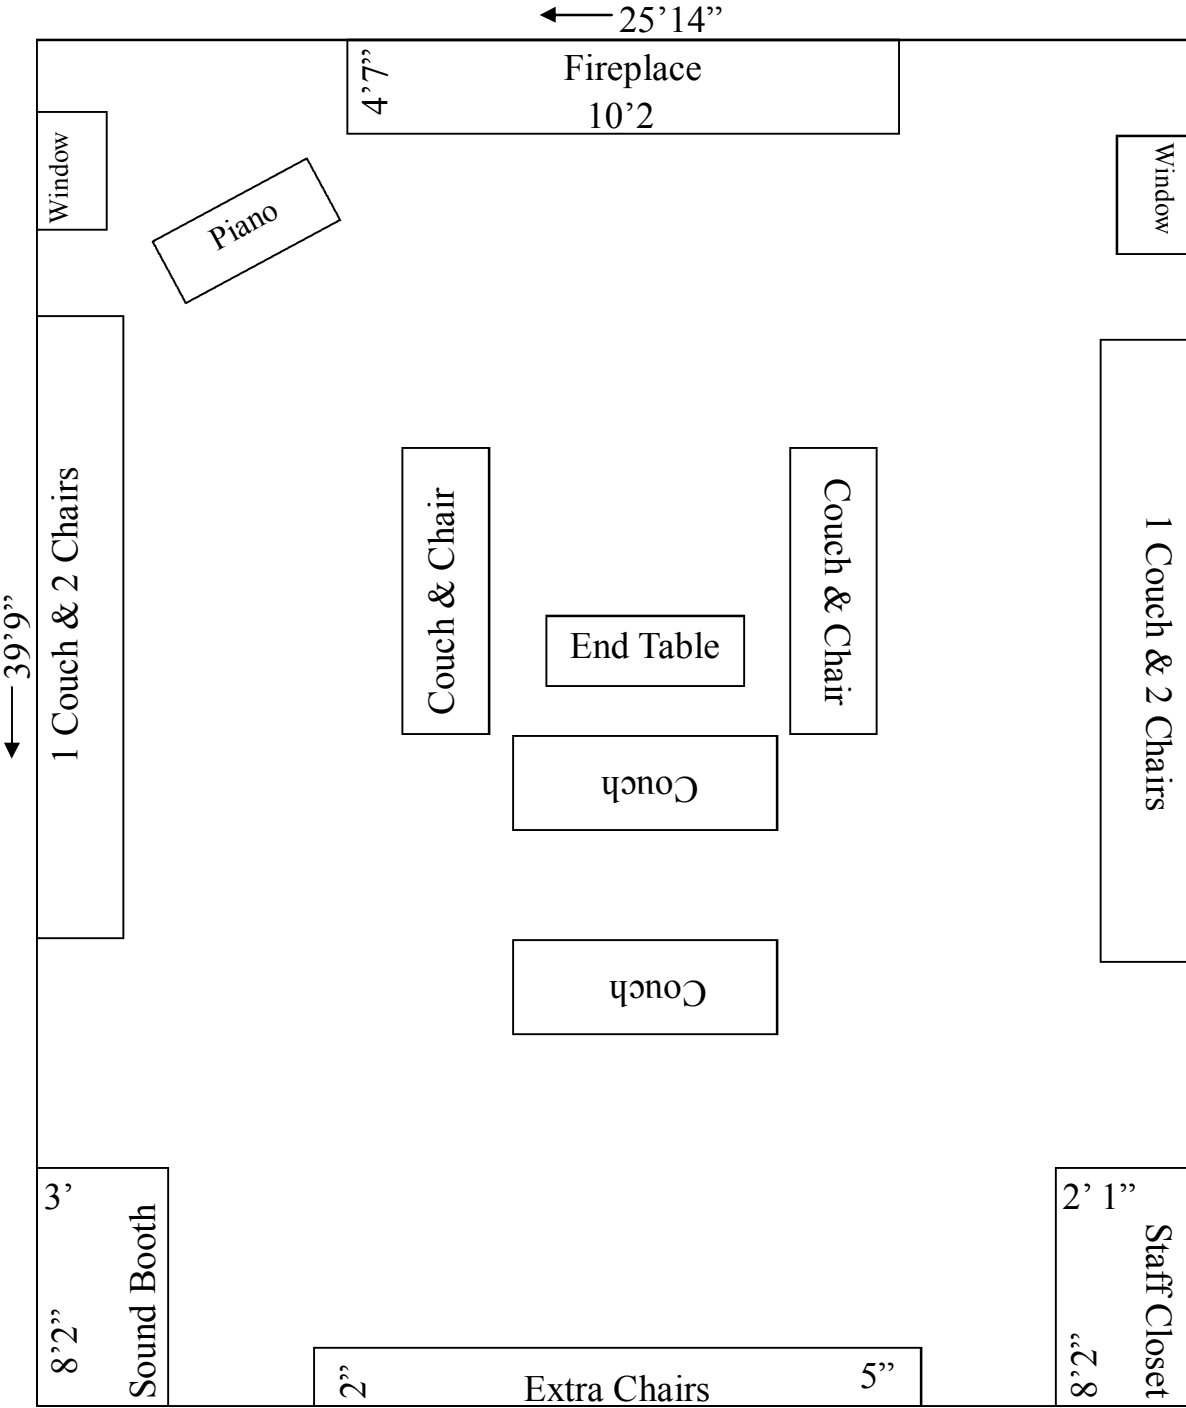 25’14”
4’7”
Fireplace
10’2
Window
Window
Piano
1 Couch & 2 Chairs
Couch & Chair
Couch & Chair
1 Couch & 2 Chairs
39’9”
End Table
Couch
Couch
3’
8’2”
Sound Booth
2’ 1”
8’2”
Staff Closet
2”
Extra Chairs
5”